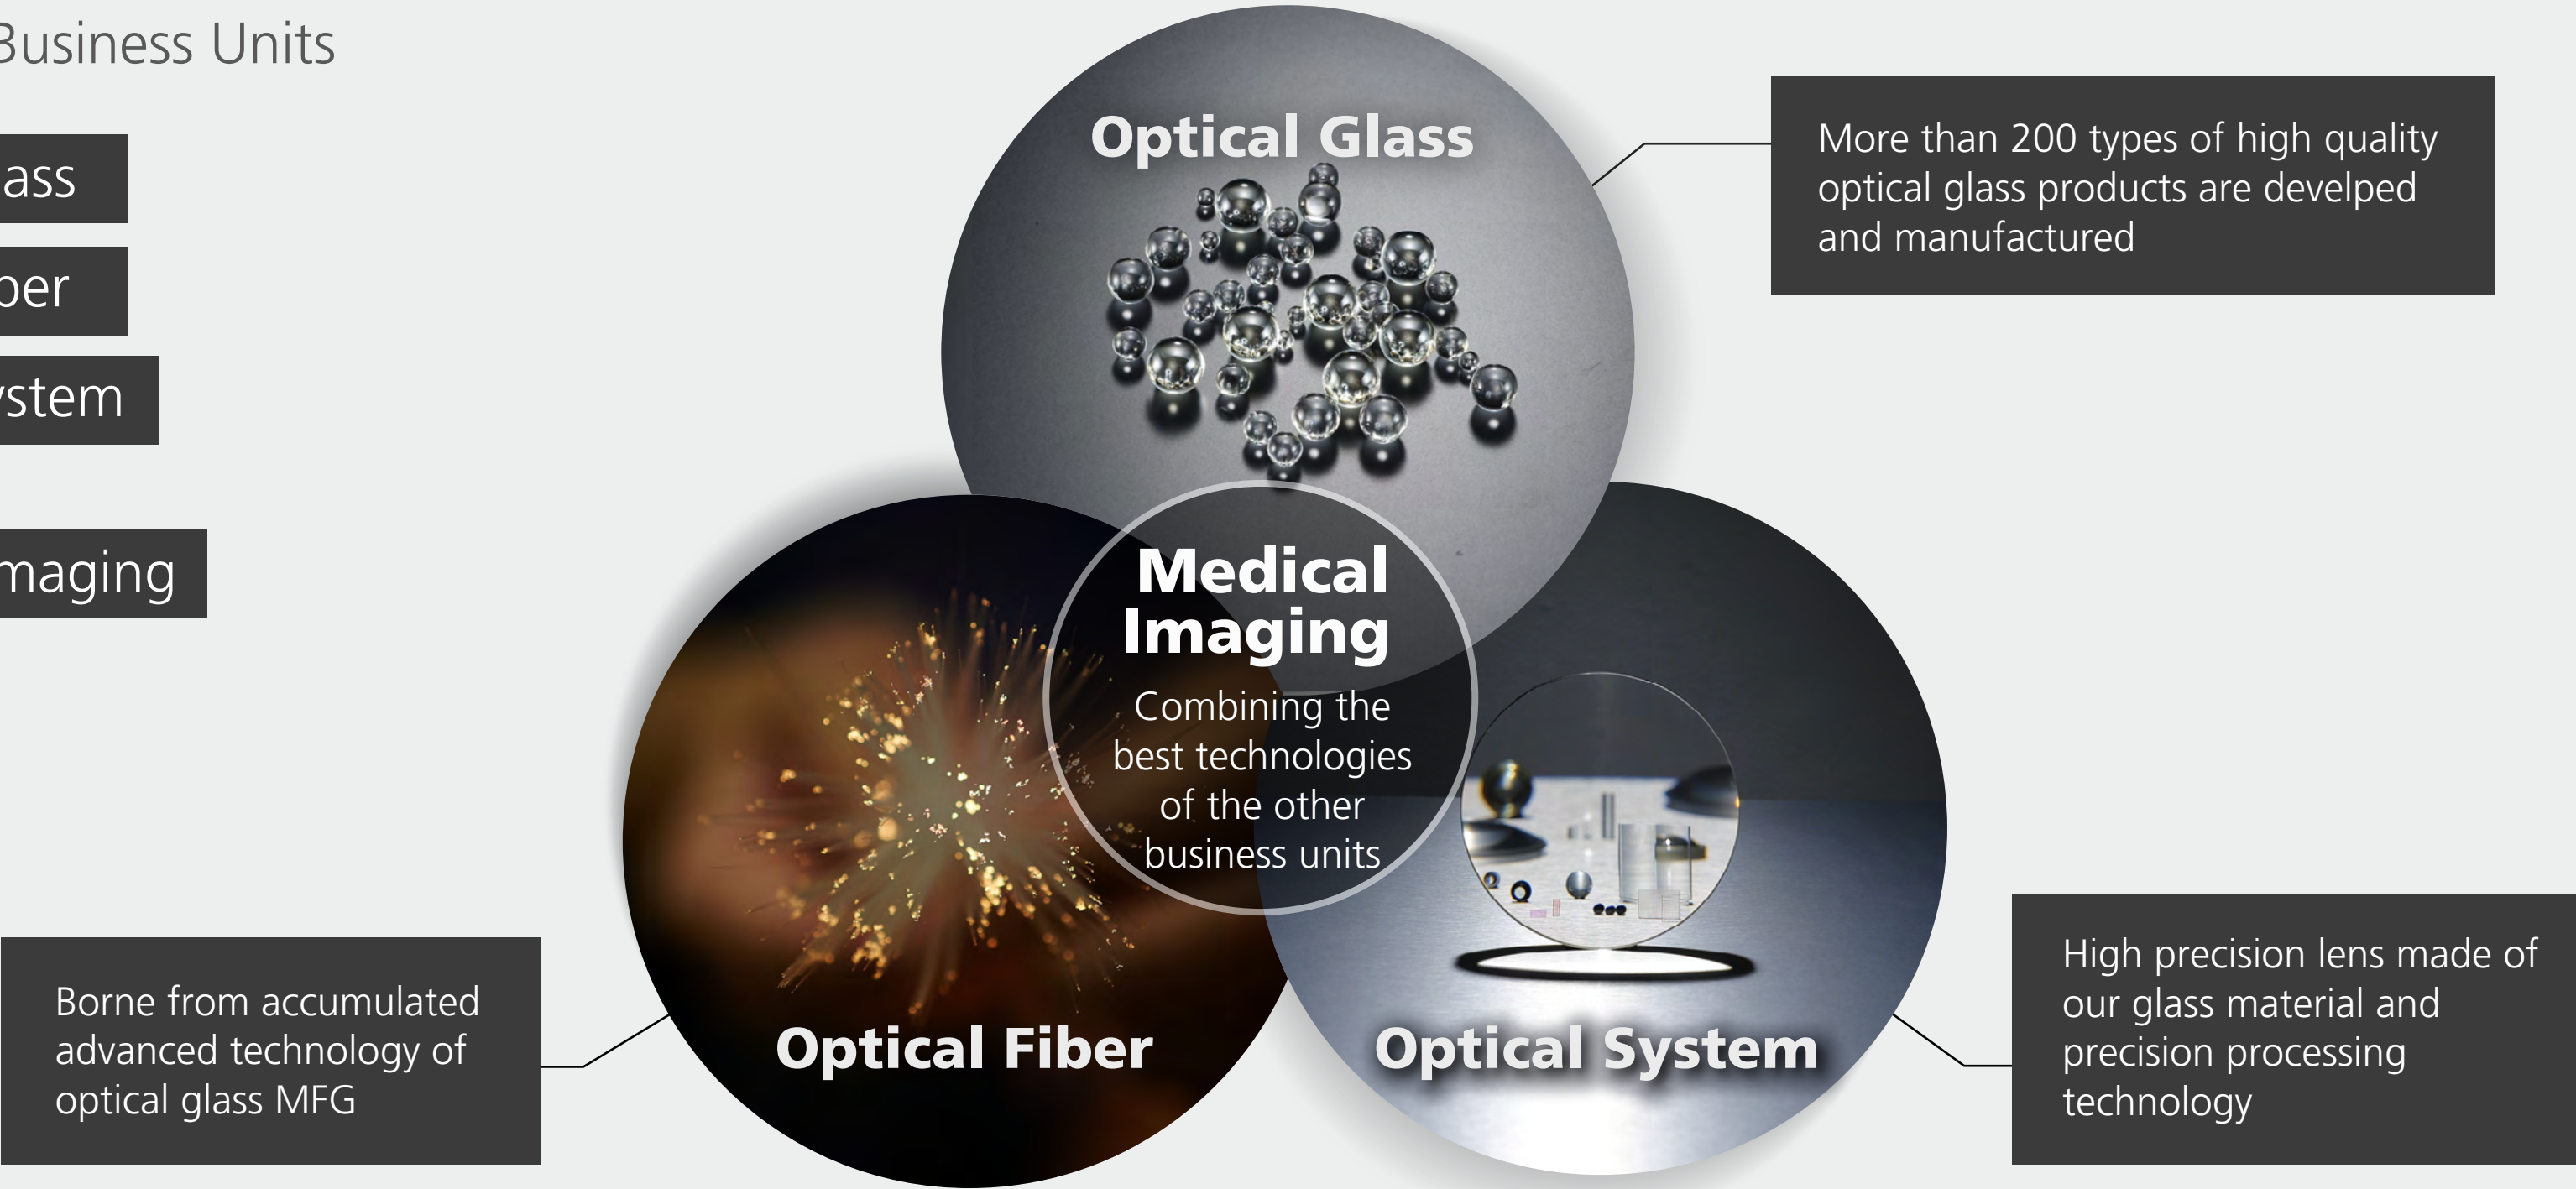 Business Units
ass
ber
ystem
maging
Optical Glass
More than 200 types of high quality
optical glass products are develped
and manufactured
Medical
Imaging
Combining the
best technologies
of the other
business units
Optical Fiber
Borne from accumulated
advanced technology of
optical glass MFG
Optical System
High precision lens made of
our glass material and
precision processing
technology